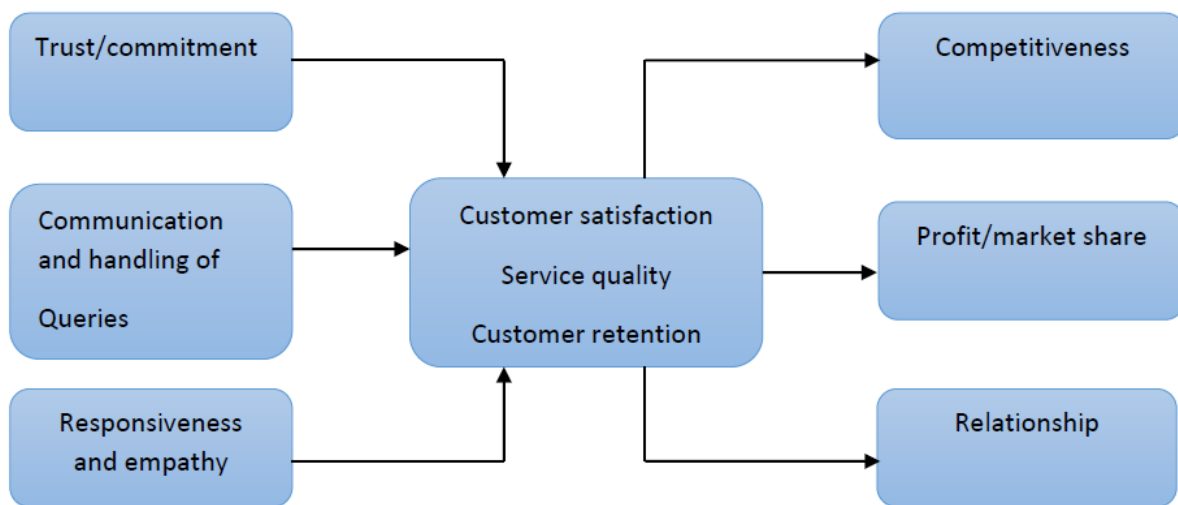 Trust/commitment
Communication
and handling of
Queries
Responsiveness
and empathy
Customer satisfaction
Service quality
Customer retention
Competitiveness
Profit/market share
Relationship